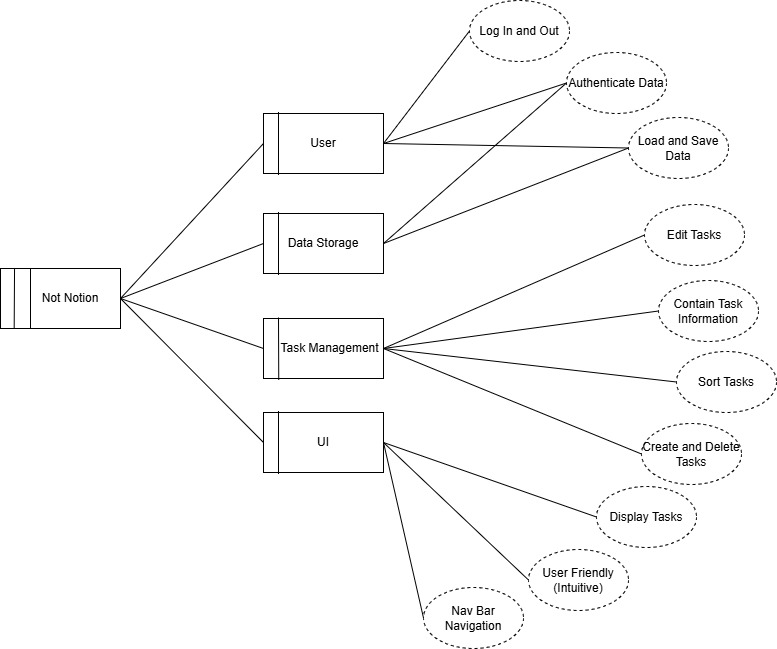 Log In and Out
Authenticate Data
User
Load and Save
Data
Data Storage
Edit Tasks
Not Notion
Contain Task
Information
Task Management
Sort Tasks
UI
Create and Delete
Tasks
Display Tasks
User Friendly
(Intuitive)
Nav Bar
Navigation